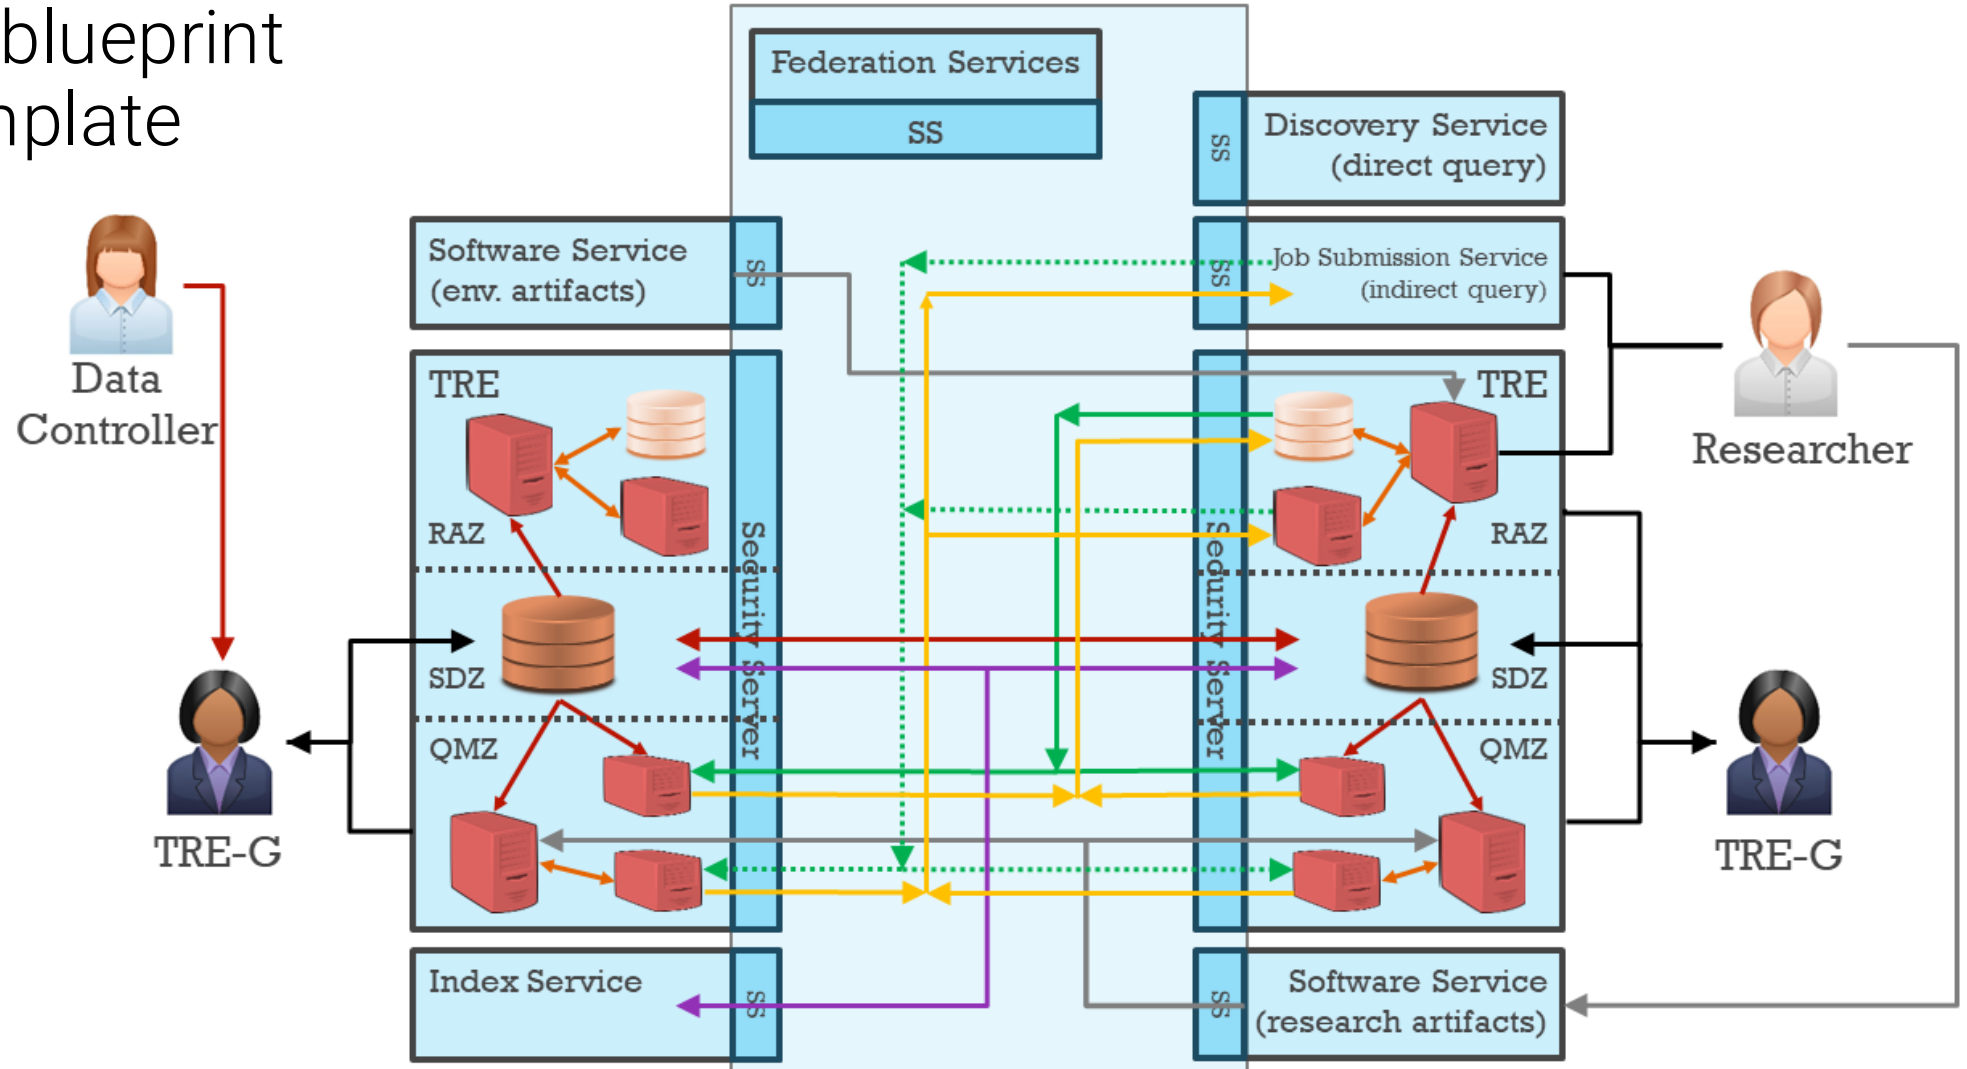 blueprint
nplate
Federation Services
SS
SS
Discovery Service
(direct query)
Software Service
(env. artifacts)
SS
SS
Job Submission Service
(indirect query)
Data
Controller
Researcher
TRE
RAZ
SDZ
QMZ
Security Server
Security Server
TRE
RAZ
SDZ
QMZ
TRE-G
TRE-G
Index Service
SS
SS
Software Service
(research artifacts)